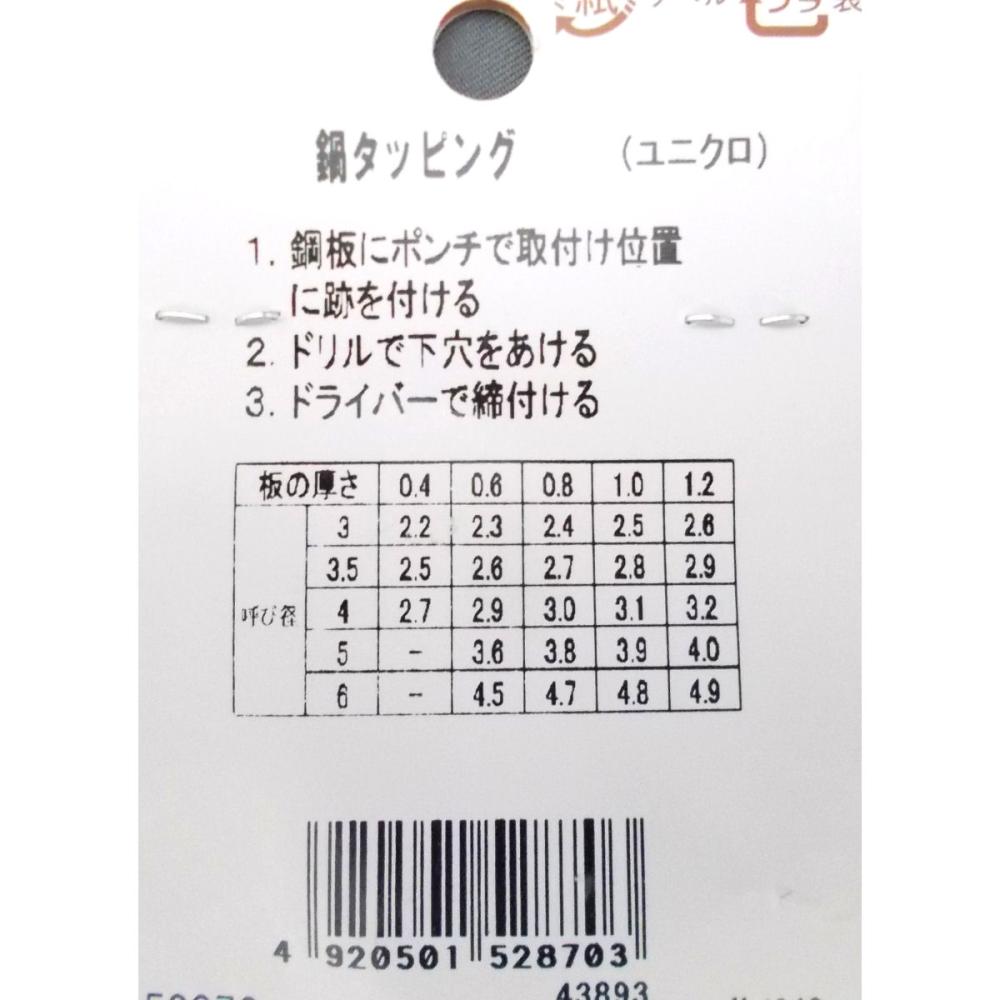 紙
プラ
鍋タッピング (ユニクロ)
1. 鋼板にポンチで取付け位置
に跡を付ける
2. ドリルで下穴をあける
3. ドライバーで締付ける
板の厚さ 0.4 0.6 0.8 1.0 1.2
呼び径
3 2.2 2.3 2.4 2.5 2.6
3.5 2.5 2.6 2.7 2.8 2.9
4 2.7 2.9 3.0 3.1 3.2
5 - 3.6 3.8 3.9 4.0
6 - 4.5 4.7 4.8 4.9
4 920501 528703
43893